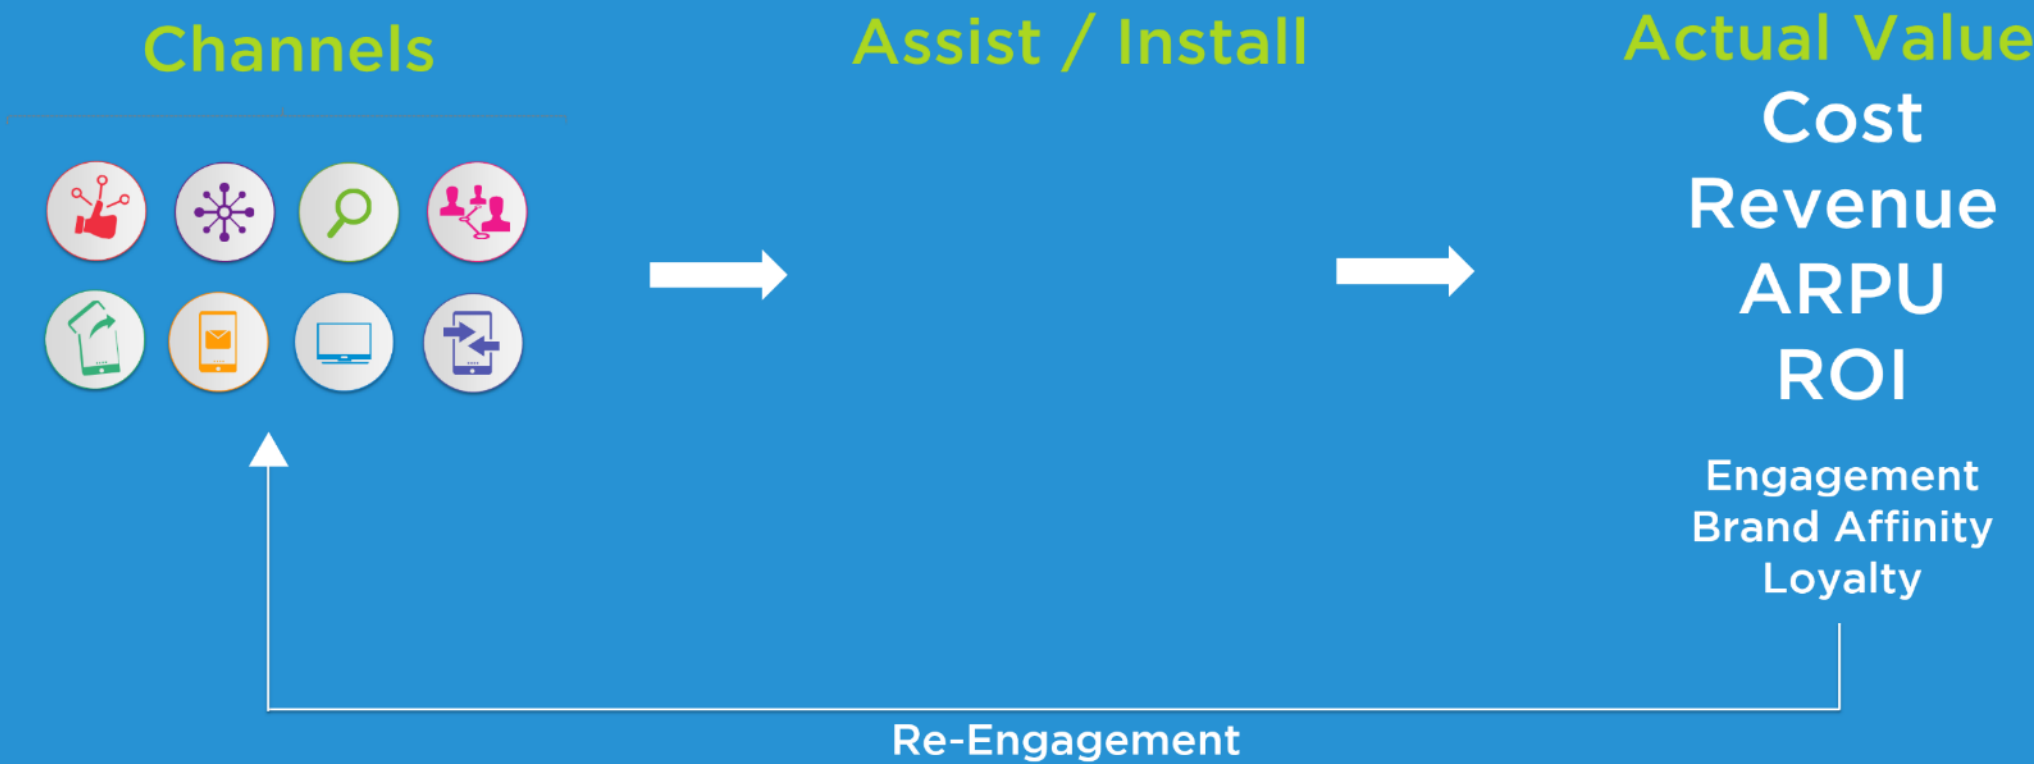 Channels
Assist / Install
Actual Value
Cost
Revenue
ARPU
ROI
Engagement
Brand Affinity
Loyalty
Re-Engagement